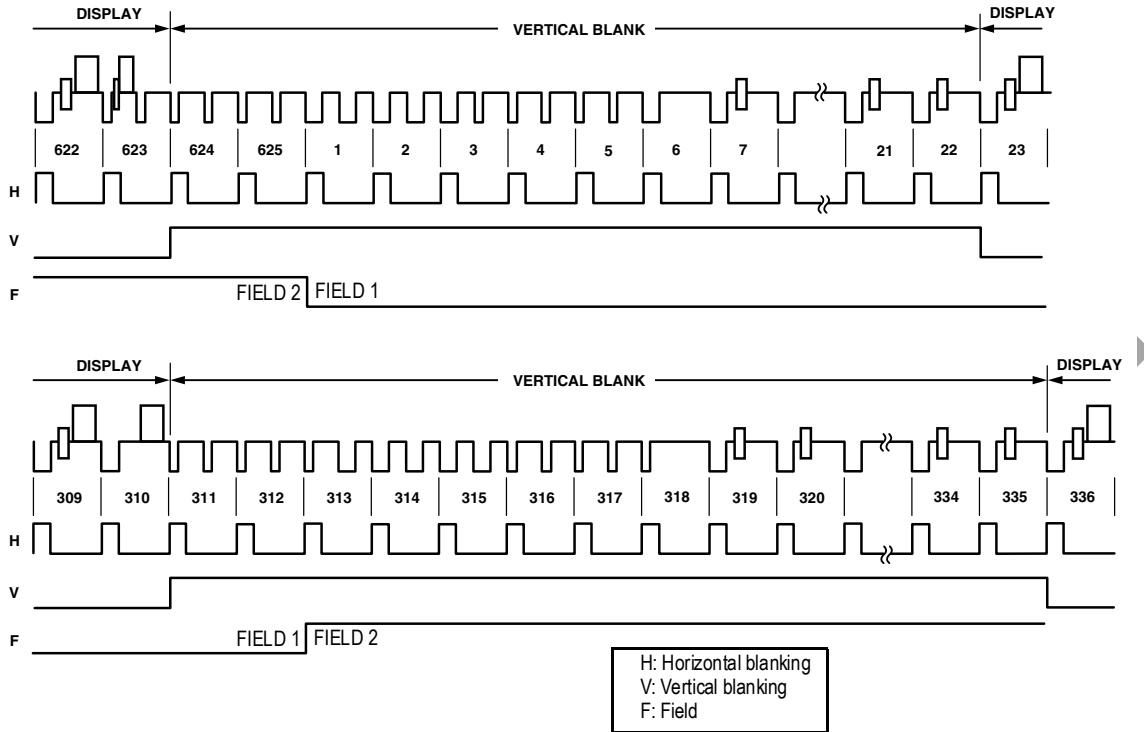 DISPLAY VERTICAL BLANK DISPLAY
622 623 624 625 1 2 3 4 5 6 7 21 22 23
H
V
F FIELD 2 FIELD 1
DISPLAY VERTICAL BLANK DISPLAY
309 310 311 312 313 314 315 316 317 318 319 320 334 335 336
H
V
F FIELD 1 FIELD 2
H: Horizontal blanking
V: Vertical blanking
F: Field